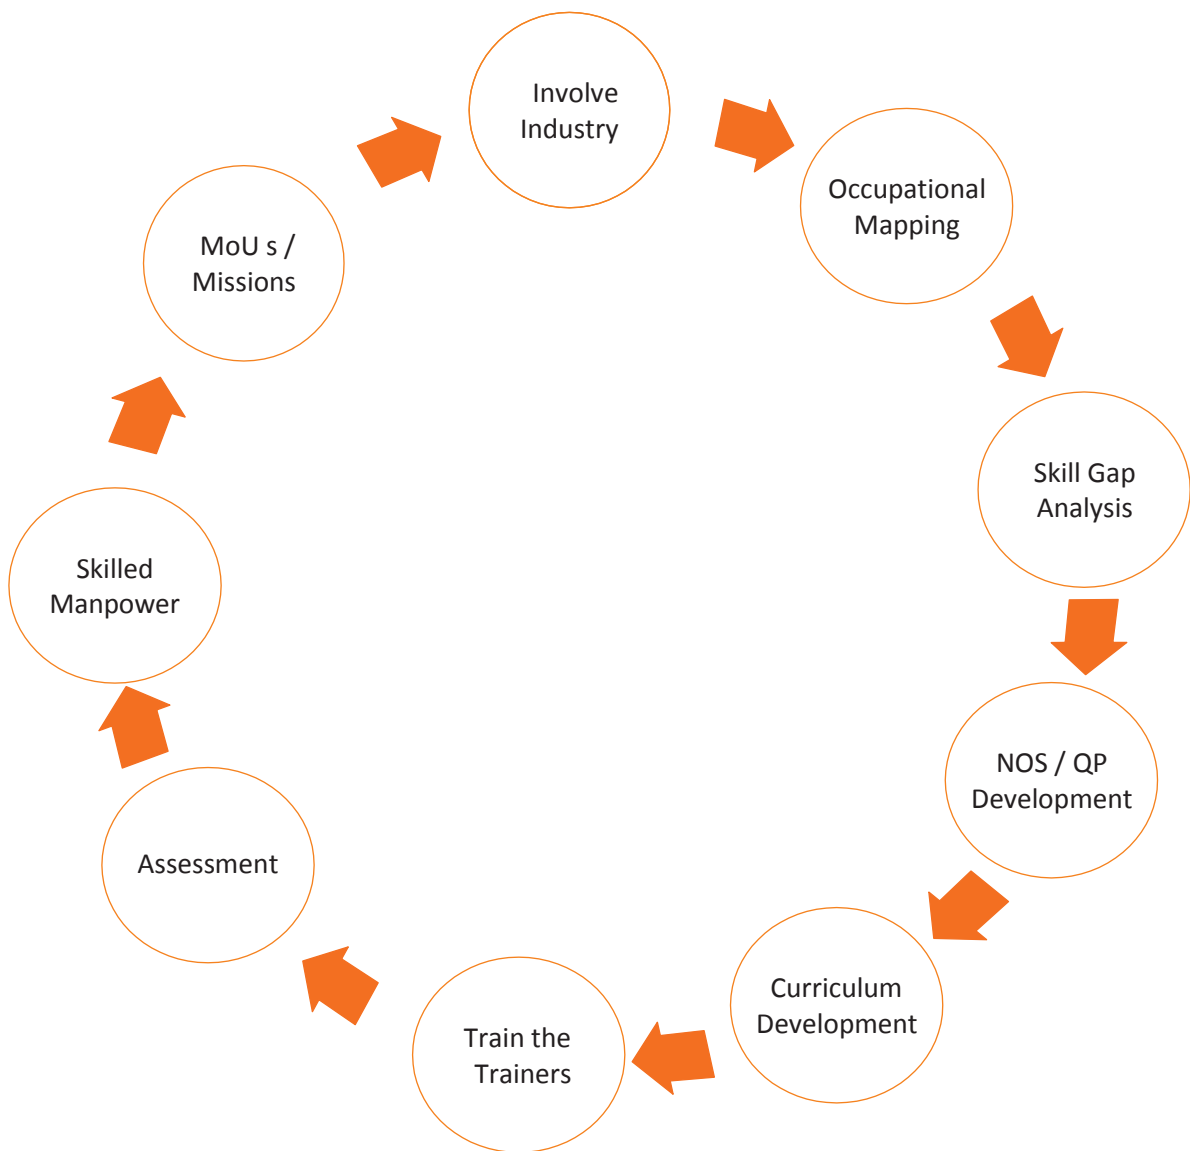 Involve
Industry
Occupational
Mapping
Skill Gap
Analysis
NOS / QP
Development
Curriculum
Development
Train the
Trainers
Assessment
Skilled
Manpower
MoU s /
Missions